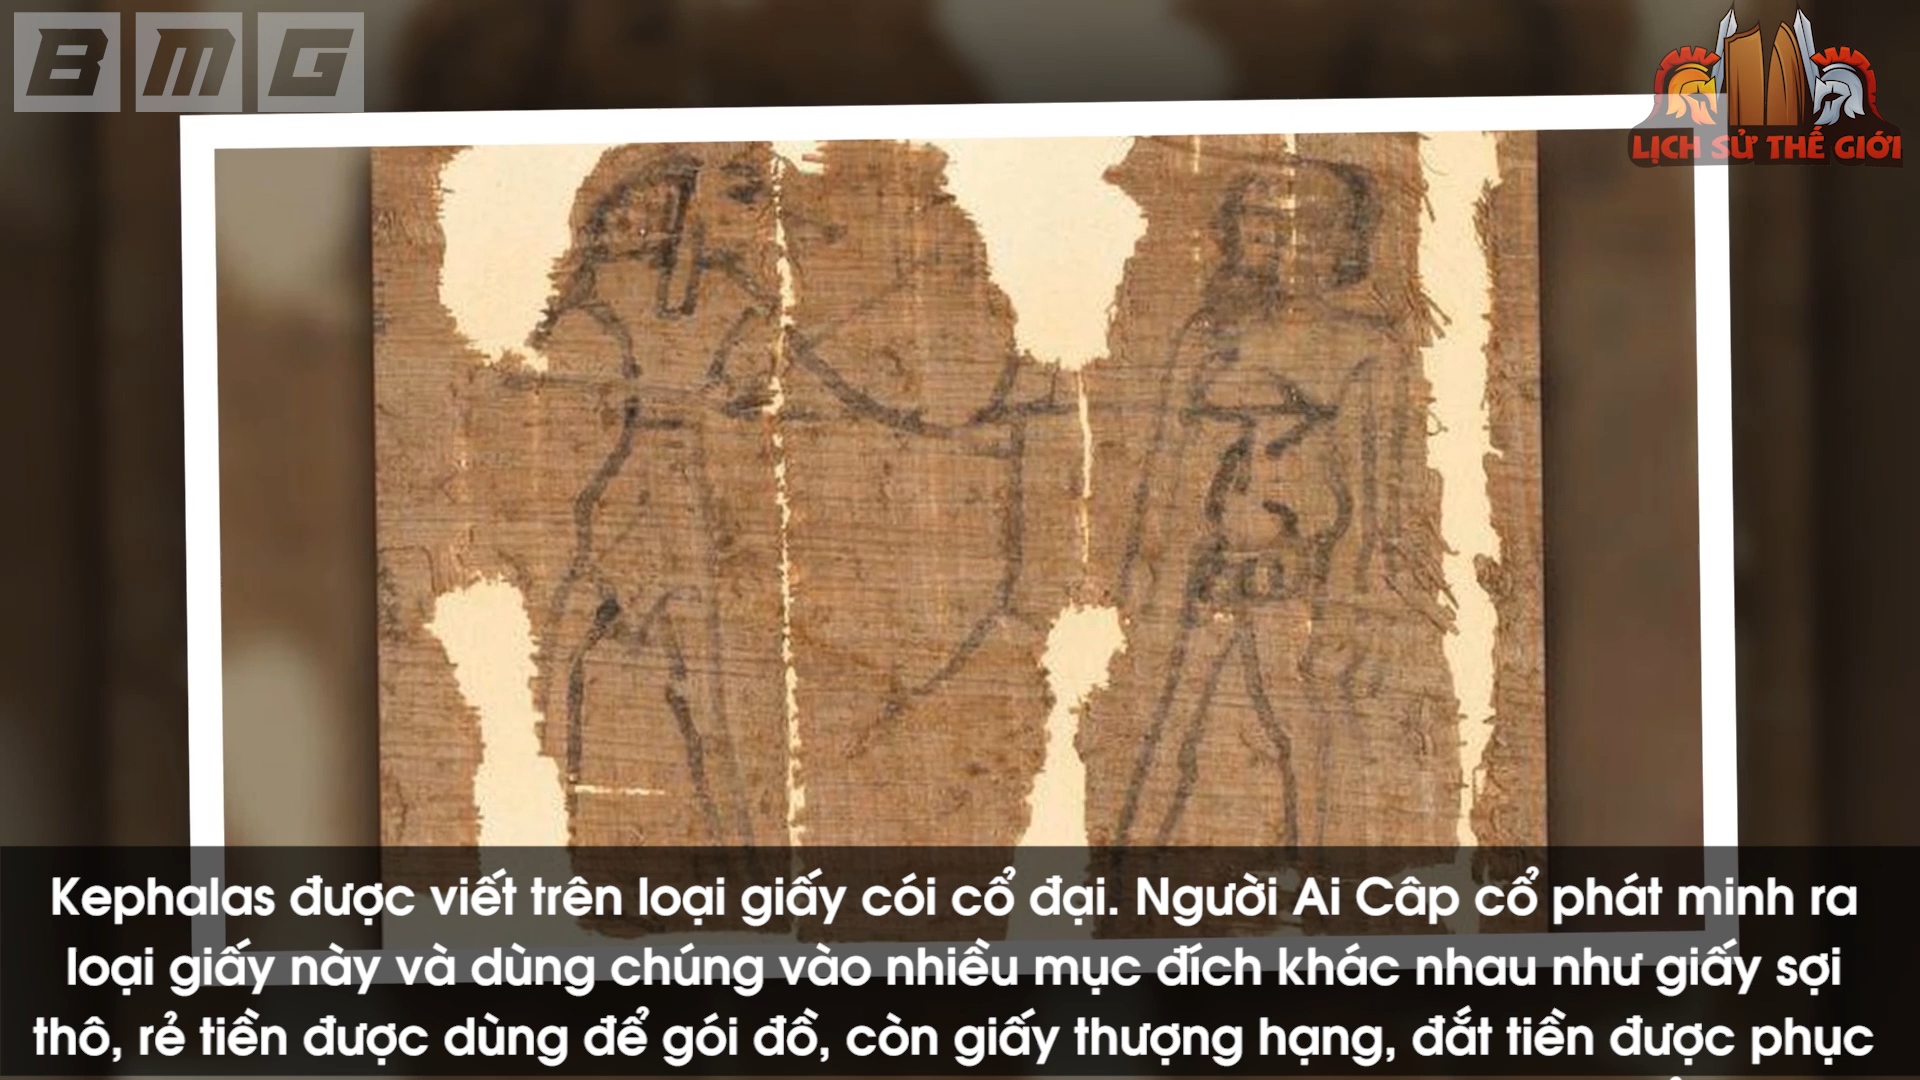 BMG
LỊCH SỬ THẾ GIỚI
Kephalas được viết trên loại giấy cói cổ đại. Người Ai Câp cổ phát minh ra
loại giấy này và dùng chúng vào nhiều mục đích khác nhau như giấy sợi
thô, rẻ tiền được dùng để gói đồ, còn giấy thượng hạng, đắt tiền được phục